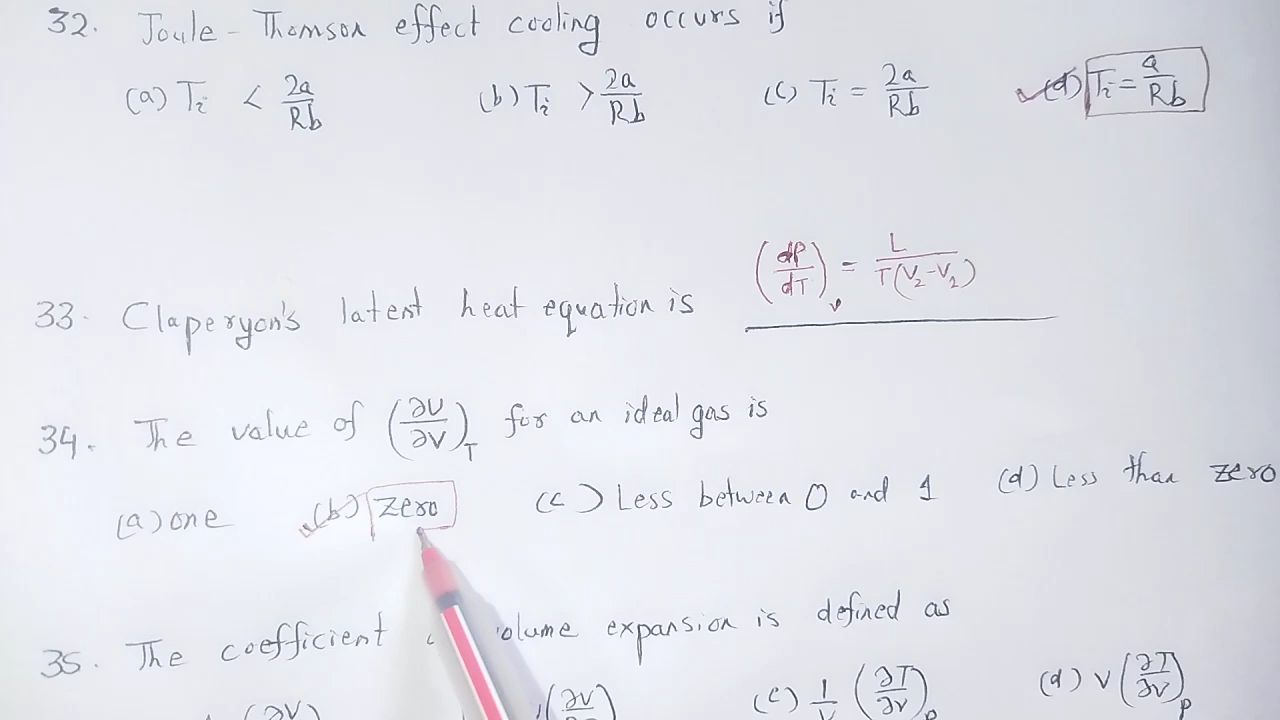 32. Joule-Thomson effect cooling occurs if
(a) Ti < 2a/Rb (b) Ti > 2a/Rb (c) Ti = 2a/Rb (d) Ti = a/Rb
(dP/dT)v = L/T(V2-V1)
33. Claperyon's latent heat equation is
34. The value of (∂U/∂V)T for an ideal gas is
(a) one (b) zero (c) Less between 0 and 1 (d) Less than zero
35. The coefficient volume expansion is defined as
(∂V (∂V/ (c) 1/V (∂T/∂V)p (d) V(∂T/∂V)p